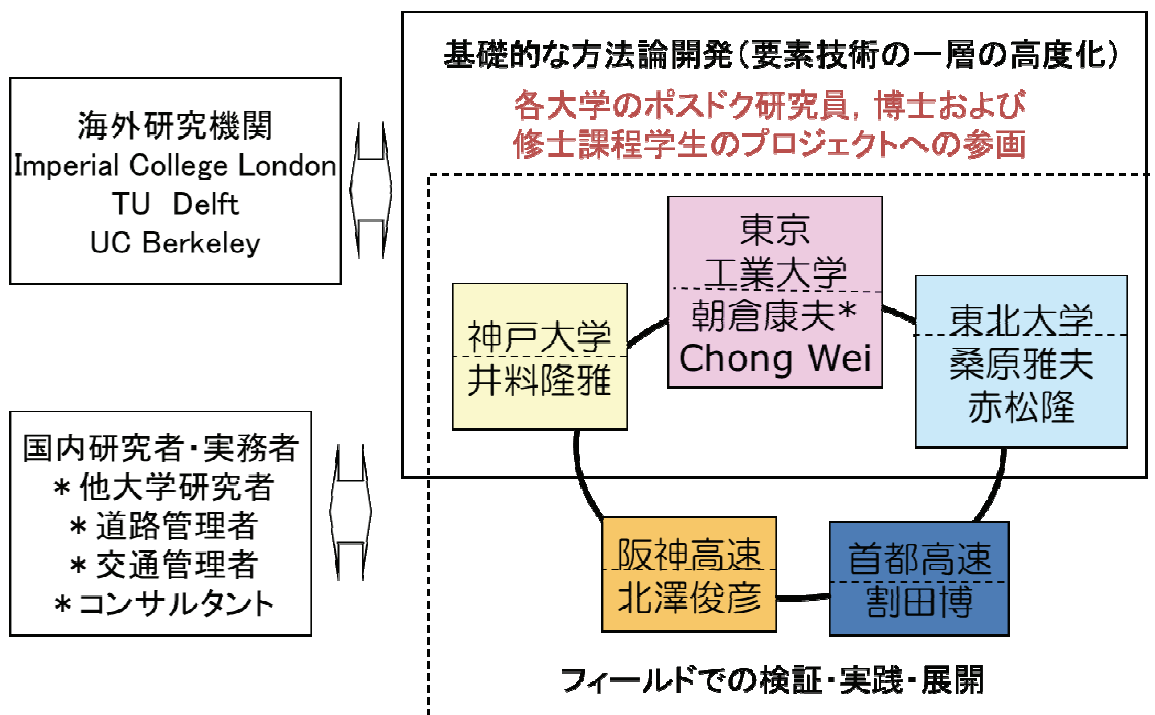 基礎的な方法論開発(要素技術の一層の高度化)
各大学のポスドク研究員, 博士および
修士課程学生のプロジェクトへの参画
海外研究機関
Imperial College London
TU Delft
UC Berkeley
東京
工業大学
朝倉康夫*
Chong Wei
神戸大学
井料隆雅
東北大学
桑原雅夫
赤松隆
国内研究者・実務者
*他大学研究者
*道路管理者
*交通管理者
*コンサルタント
阪神高速
北澤俊彦
首都高速
割田博
フィールドでの検証・実践・展開